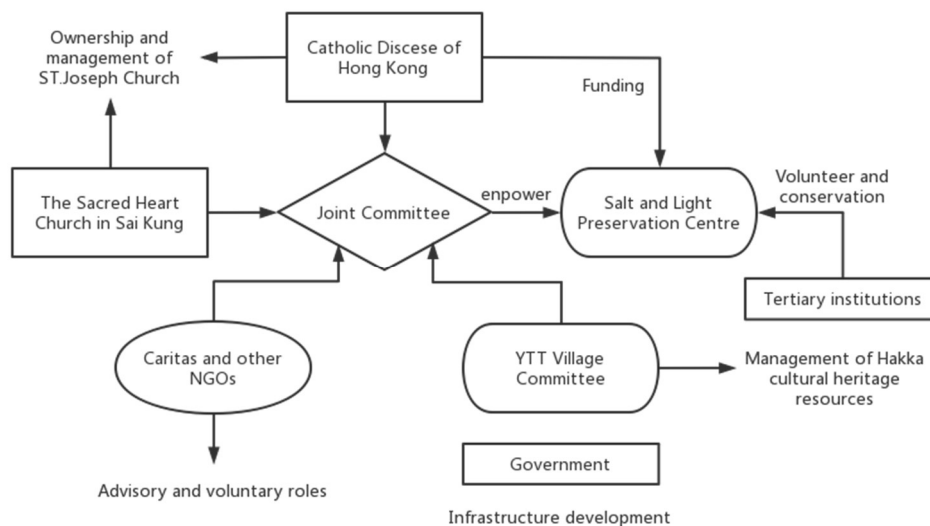 Ownership and
management of
ST.Joseph Church
Catholic Discese of
Hong Kong
Funding
The Sacred Heart
Church in Sai Kung
Joint Committee
enpower
Salt and Light
Preservation Centre
Volunteer and
conservation
Tertiary institutions
Caritas and other
NGOs
YTT Village
Committee
Management of Hakka
cultural heritage
resources
Government
Advisory and voluntary roles
Infrastructure development